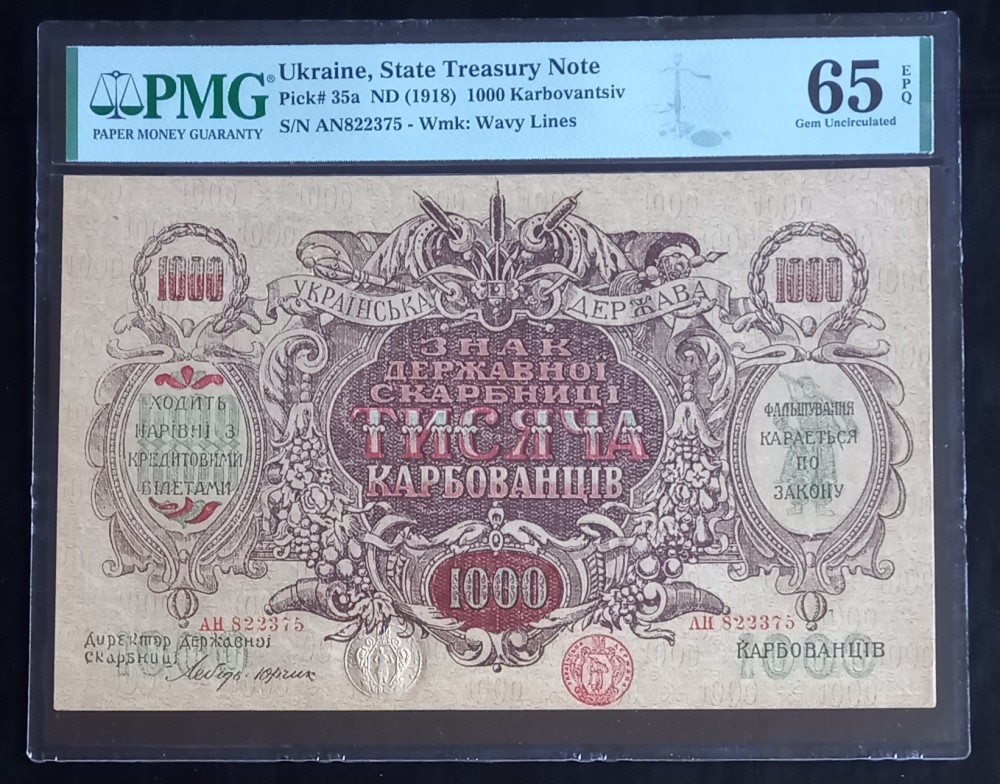 PMG®
PAPER MONEY GUARANTY
Ukraine, State Treasury Note
Pick# 35a ND (1918) 1000 Karbovantsiv
S/N AN822375 - Wmk: Wavy Lines
65 EPQ
Gem Uncirculated
1000
1000
УКРАЇНСЬКА ДЕРЖАВА
ЗНАК
ДЕРЖАВНОЇ
СКАРБНИЦІ
ТИСЯЧА
КАРБОВАНЦІВ
ХОДИТЬ
НАРІВНІ З
КРЕДИТОВИМИ
БІЛЕТАМИ
ФАЛЬШУВАННЯ
КАРАЄТЬСЯ
ПО
ЗАКОНУ
1000
АН 822375
АН 822375
Директор Державної
Скарбниці
1000
КАРБОВАНЦІВ
1000